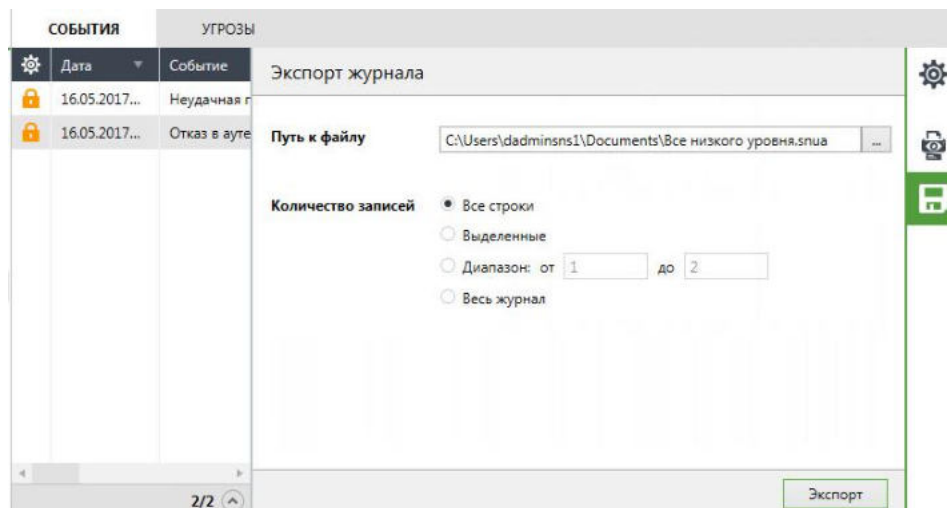 СОБЫТИЯ УГРОЗЫ
Дата Событие
16.05.2017... Неудачная г
16.05.2017... Отказ в ауте
2/2
Экспорт журнала
Путь к файлу C:\Users\dadminsns1\Documents\Все низкого уровня.snua ...
Количество записей Все строки
Выделенные
Диапазон: от 1 до 2
Весь журнал
Экспорт